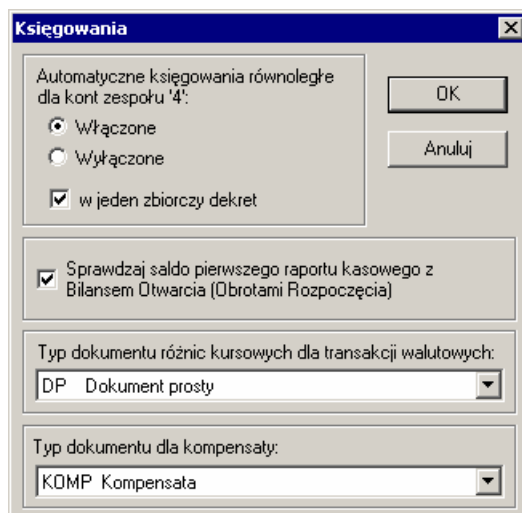 Księgowania
Automatyczne księgowania równoległe
dla kont zespołu '4':
Włączone
Wyłączone
w jeden zbiorczy dekret
OK
Anuluj
Sprawdzaj saldo pierwszego raportu kasowego z
Bilansem Otwarcia (Obrotami Rozpoczęcia)
Typ dokumentu różnic kursowych dla transakcji walutowych:
DP Dokument prosty
Typ dokumentu dla kompensaty:
KOMP Kompensata